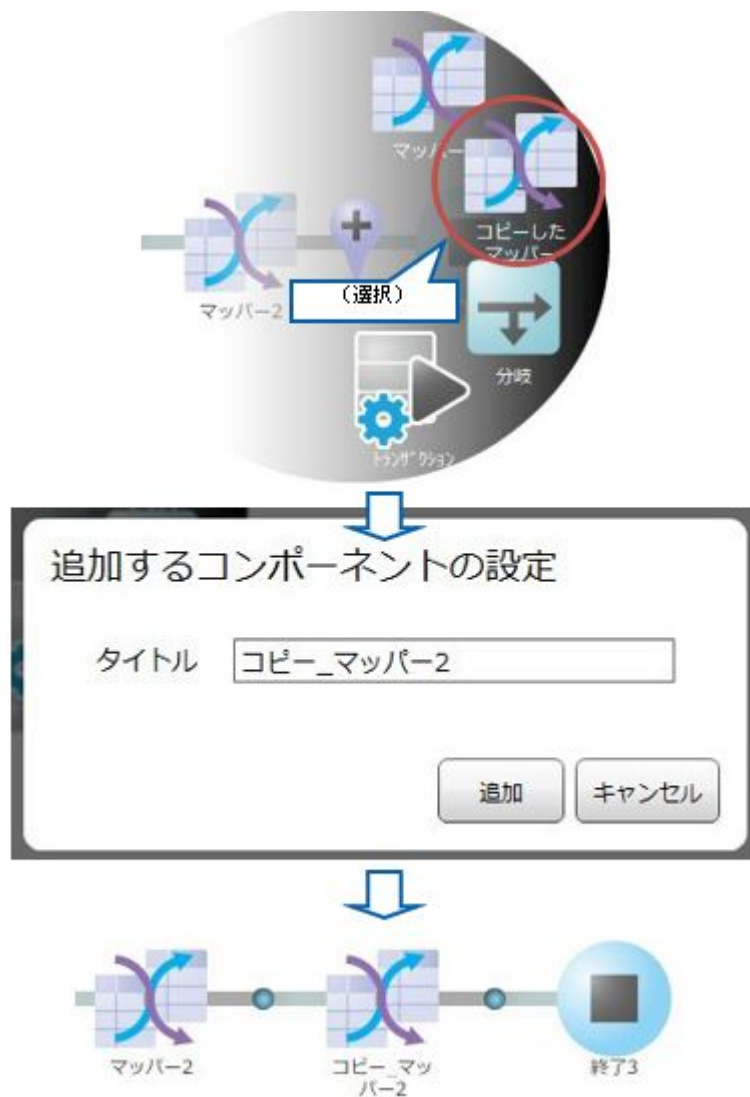 マッパー
コピーした
マッパー
マッパー2
（選択）
分岐
トランザクション
追加するコンポーネントの設定
タイトル
コピー_マッパー2
追加
キャンセル
マッパー2
コピー_マッ
パー2
終了3